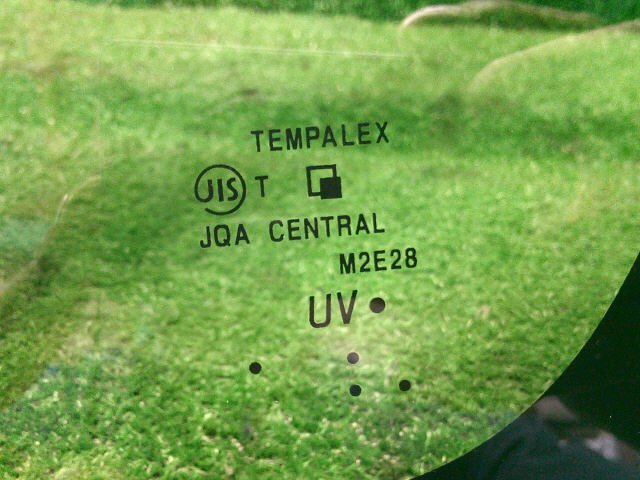 TEMPALEX
JIS T
JQA CENTRAL
M2E28
UV